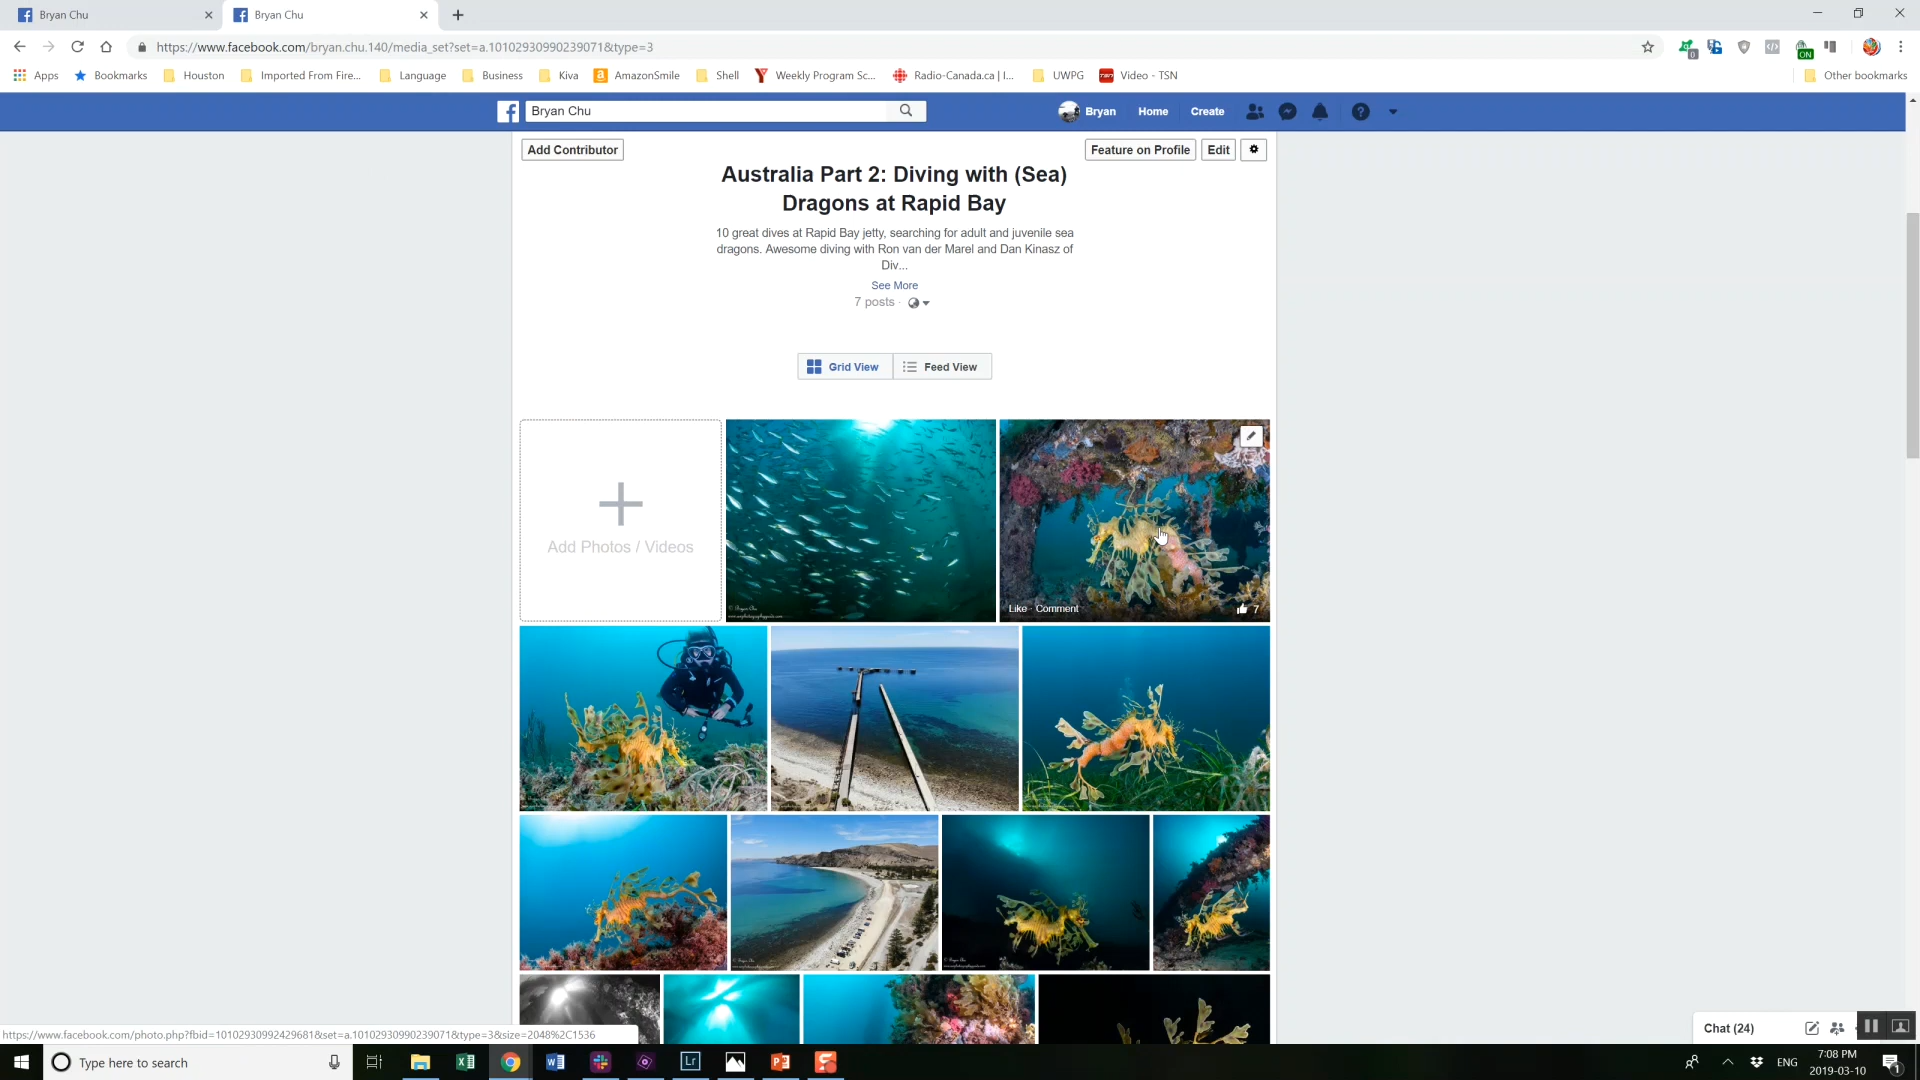 Bryan Chu
Bryan Chu
https://www.facebook.com/bryan.chu.140/media_set?set=a.10102930990239071&type=3
Apps
Bookmarks
Houston
Imported From Fire...
Language
Business
Kiva
AmazonSmile
Shell
Weekly Program Sc...
Radio-Canada.ca | I...
UWPG
Video - TSN
Other bookmarks
Bryan Chu
Bryan
Home
Create
Add Contributor
Feature on Profile
Edit
Australia Part 2: Diving with (Sea)
Dragons at Rapid Bay
10 great dives at Rapid Bay jetty, searching for adult and juvenile sea
dragons. Awesome diving with Ron van der Marel and Dan Kinasz of
Div...
See More
7 posts ·
Grid View
Feed View
Add Photos / Videos
Like · Comment
7
https://www.facebook.com/photo.php?fbid=10102930992429681&set=a.10102930990239071&type=3&size=2048%2C1536
Chat (24)
Type here to search
ENG
7:08 PM
2019-03-10